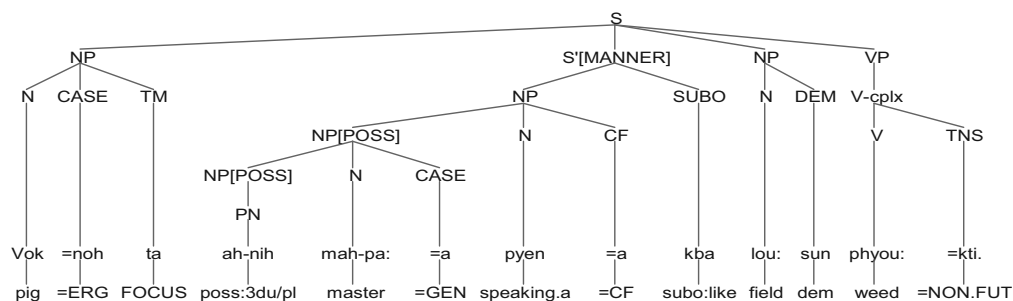 S
NP S'[MANNER] NP VP
N CASE TM NP SUBO N DEM V-cplx
NP[POSS] N CF V TNS
NP[POSS] N CASE
PN
Vok =noh ta ah-nih mah-pa: =a pyen =a kba lou: sun phyou: =kti.
pig =ERG FOCUS poss:3du/pl master =GEN speaking.a =CF subo:like field dem weed =NON.FUT